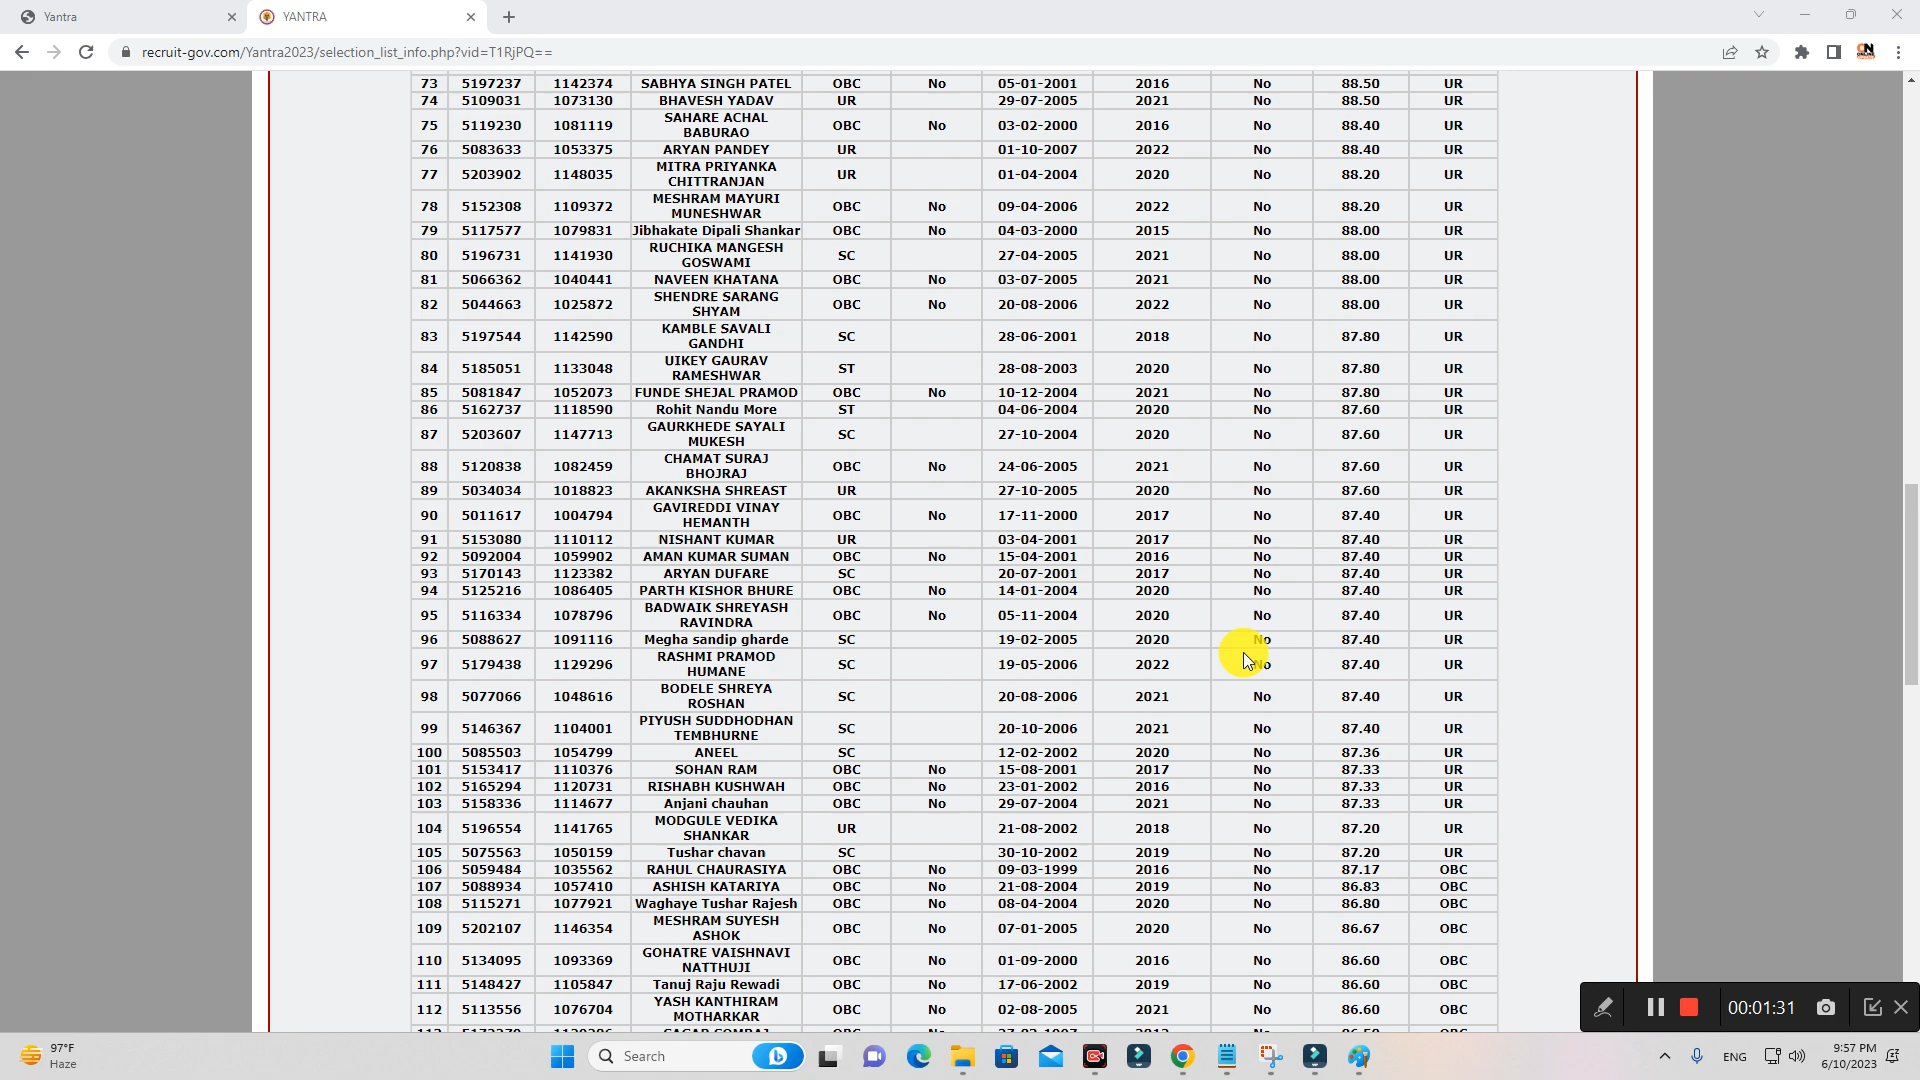 Yantra
YANTRA
recruit-gov.com/Yantra2023/selection_list_info.php?vid=T1RjPQ==
73 5197237 1142374 SABHYA SINGH PATEL OBC No 05-01-2001 2016 No 88.50 UR
74 5109031 1073130 BHAVESH YADAV UR 29-07-2005 2021 No 88.50 UR
75 5119230 1081119 SAHARE ACHAL BABURAO OBC No 03-02-2000 2016 No 88.40 UR
76 5083633 1053375 ARYAN PANDEY UR 01-10-2007 2022 No 88.40 UR
77 5203902 1148035 MITRA PRIYANKA CHITTRANJAN UR 01-04-2004 2020 No 88.20 UR
78 5152308 1109372 MESHRAM MAYURI MUNESHWAR OBC No 09-04-2006 2022 No 88.20 UR
79 5117577 1079831 Jibhakate Dipali Shankar OBC No 04-03-2000 2015 No 88.00 UR
80 5196731 1141930 RUCHIKA MANGESH GOSWAMI SC 27-04-2005 2021 No 88.00 UR
81 5066362 1040441 NAVEEN KHATANA OBC No 03-07-2005 2021 No 88.00 UR
82 5044663 1025872 SHENDRE SARANG SHYAM OBC No 20-08-2006 2022 No 88.00 UR
83 5197544 1142590 KAMBLE SAVALI GANDHI SC 28-06-2001 2018 No 87.80 UR
84 5185051 1133048 UIKEY GAURAV RAMESHWAR ST 28-08-2003 2020 No 87.80 UR
85 5081847 1052073 FUNDE SHEJAL PRAMOD OBC No 10-12-2004 2021 No 87.80 UR
86 5162737 1118590 Rohit Nandu More ST 04-06-2004 2020 No 87.60 UR
87 5203607 1147713 GAURKHEDE SAYALI MUKESH SC 27-10-2004 2020 No 87.60 UR
88 5120838 1082459 CHAMAT SURAJ BHOJRAJ OBC No 24-06-2005 2021 No 87.60 UR
89 5034034 1018823 AKANKSHA SHREAST UR 27-10-2005 2020 No 87.60 UR
90 5011617 1004794 GAVIREDDI VINAY HEMANTH OBC No 17-11-2000 2017 No 87.40 UR
91 5153080 1110112 NISHANT KUMAR UR 03-04-2001 2017 No 87.40 UR
92 5092004 1059902 AMAN KUMAR SUMAN OBC No 15-04-2001 2016 No 87.40 UR
93 5170143 1123382 ARYAN DUFARE SC 20-07-2001 2017 No 87.40 UR
94 5125216 1086405 PARTH KISHOR BHURE OBC No 14-01-2004 2020 No 87.40 UR
95 5116334 1078796 BADWAIK SHREYASH RAVINDRA OBC No 05-11-2004 2020 No 87.40 UR
96 5088627 1091116 Megha sandip gharde SC 19-02-2005 2020 No 87.40 UR
97 5179438 1129296 RASHMI PRAMOD HUMANE SC 19-05-2006 2022 No 87.40 UR
98 5077066 1048616 BODELE SHREYA ROSHAN SC 20-08-2006 2021 No 87.40 UR
99 5146367 1104001 PIYUSH SUDDHODHAN TEMBHURNE SC 20-10-2006 2021 No 87.40 UR
100 5085503 1054799 ANEEL SC 12-02-2002 2020 No 87.36 UR
101 5153417 1110376 SOHAN RAM OBC No 15-08-2001 2017 No 87.33 UR
102 5165294 1120731 RISHABH KUSHWAH OBC No 23-01-2002 2016 No 87.33 UR
103 5158336 1114677 Anjani chauhan OBC No 29-07-2004 2021 No 87.33 UR
104 5196554 1141765 MODGULE VEDIKA SHANKAR UR 21-08-2002 2018 No 87.20 UR
105 5075563 1050159 Tushar chavan SC 30-10-2002 2019 No 87.20 UR
106 5059484 1035562 RAHUL CHAURASIYA OBC No 09-03-1999 2016 No 87.17 OBC
107 5088934 1057410 ASHISH KATARIYA OBC No 21-08-2004 2019 No 86.83 OBC
108 5115271 1077921 Waghaye Tushar Rajesh OBC No 08-04-2004 2020 No 86.80 OBC
109 5202107 1146354 MESHRAM SUYESH ASHOK OBC No 07-01-2005 2020 No 86.67 OBC
110 5134095 1093369 GOHATRE VAISHNAVI NATTHUJI OBC No 01-09-2000 2016 No 86.60 OBC
111 5148427 1105847 Tanuj Raju Rewadi OBC No 17-06-2002 2019 No 86.60 OBC
112 5113556 1076704 YASH KANTHIRAM MOTHARKAR OBC No 02-08-2005 2021 No 86.60 OBC
00:01:31
97°F
Haze
Search
ENG
9:57 PM
6/10/2023